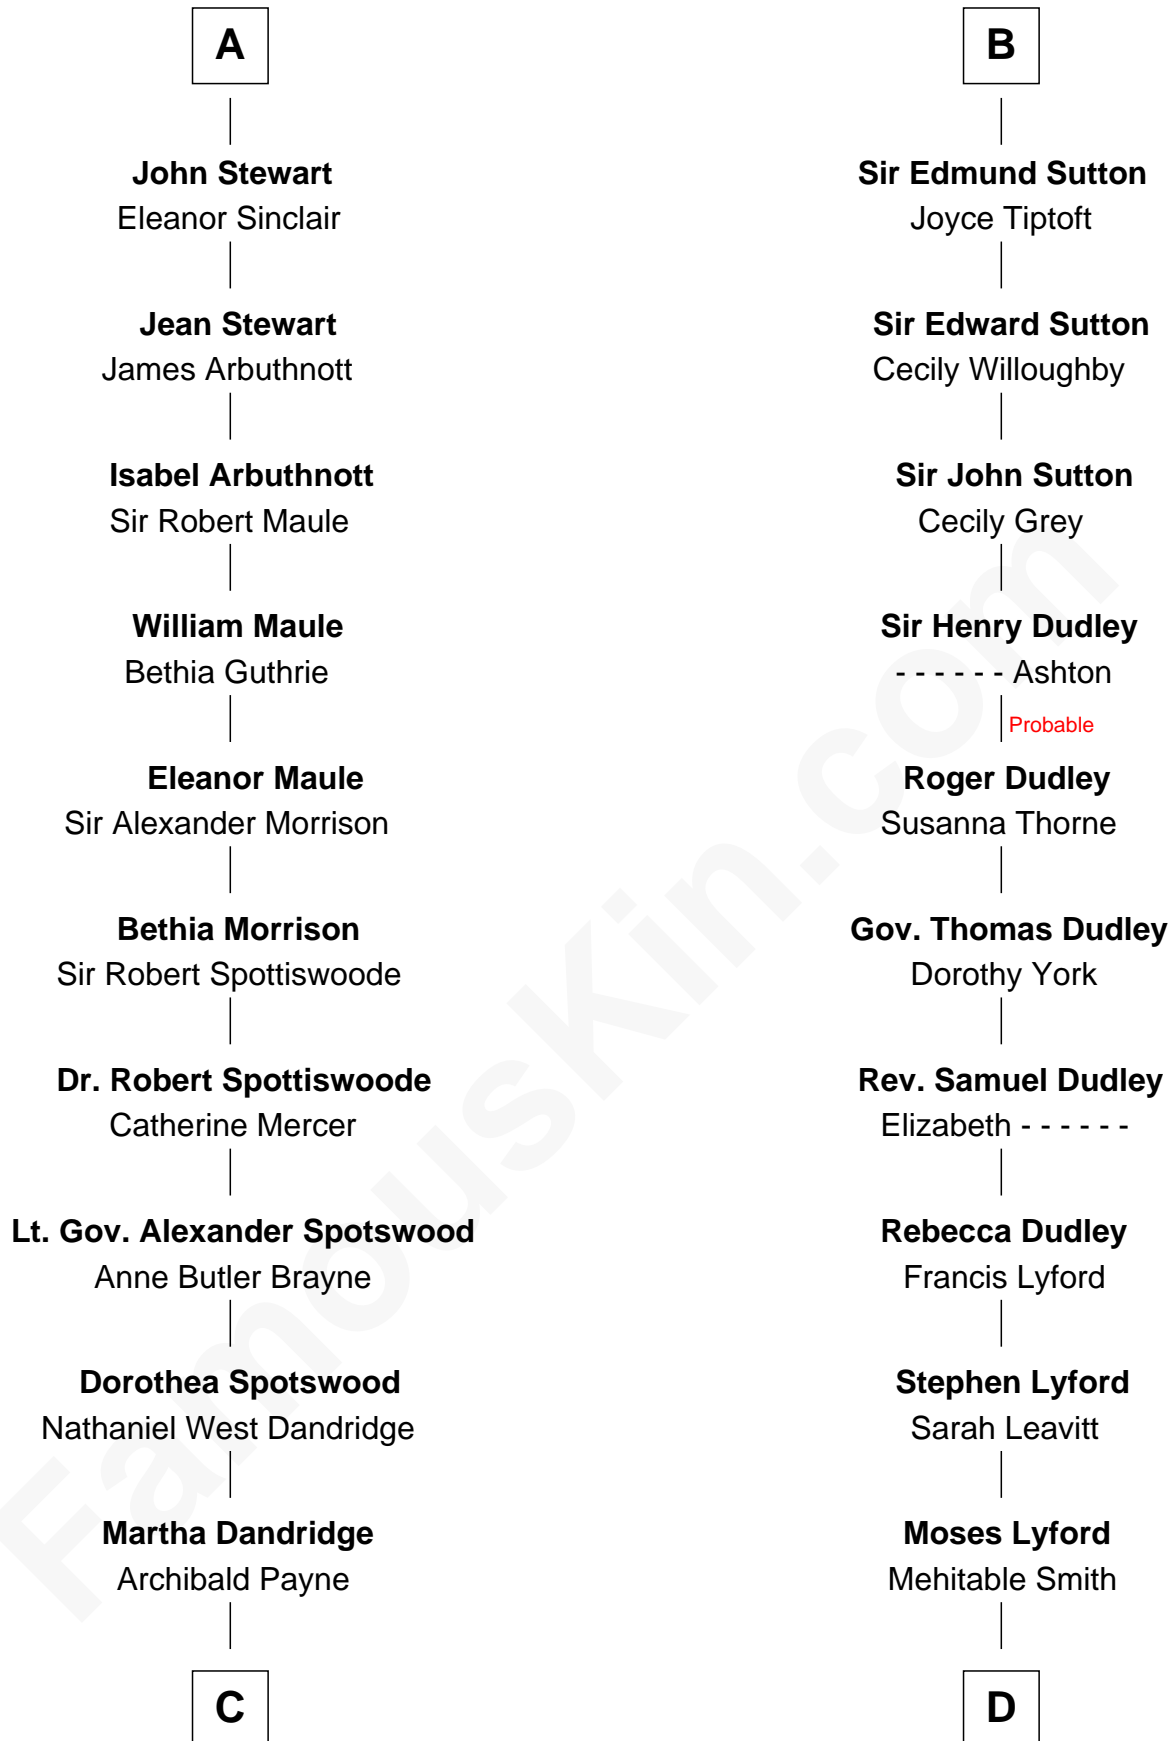 A
John Stewart
Eleanor Sinclair
Jean Stewart
James Arbuthnott
Isabel Arbuthnott
Sir Robert Maule
William Maule
Bethia Guthrie
Eleanor Maule
Sir Alexander Morrison
Bethia Morrison
Sir Robert Spottiswoode
Dr. Robert Spottiswoode
Catherine Mercer
Lt. Gov. Alexander Spotswood
Anne Butler Brayne
Dorothea Spotswood
Nathaniel West Dandridge
Martha Dandridge
Archibald Payne
C
B
Sir Edmund Sutton
Joyce Tiptoft
Sir Edward Sutton
Cecily Willoughby
Sir John Sutton
Cecily Grey
Sir Henry Dudley
- - - - - - Ashton
Probable
Roger Dudley
Susanna Thorne
Gov. Thomas Dudley
Dorothy York
Rev. Samuel Dudley
Elizabeth - - - - - -
Rebecca Dudley
Francis Lyford
Stephen Lyford
Sarah Leavitt
Moses Lyford
Mehitable Smith
D
FamousKin.com